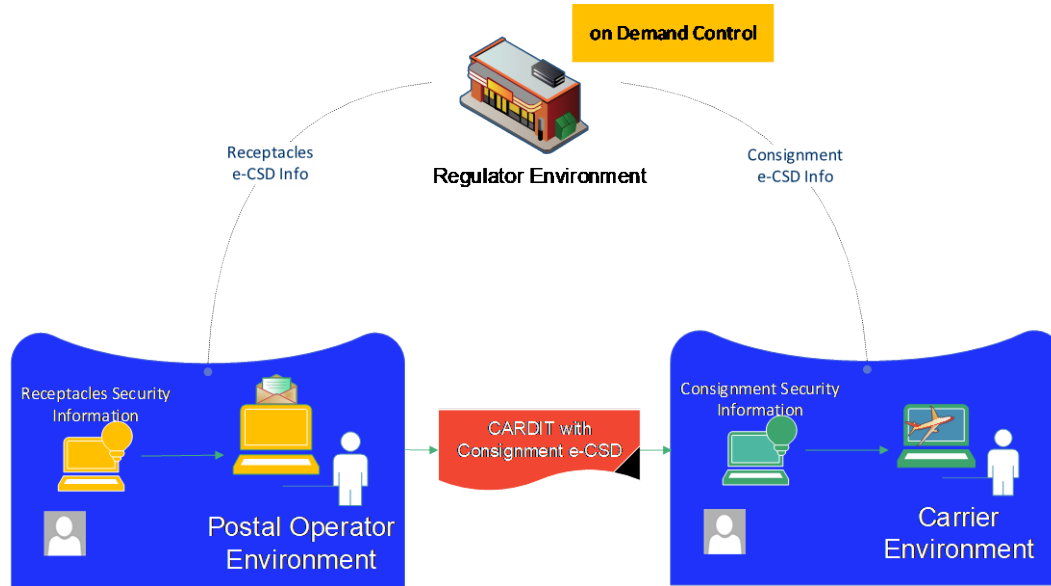 on Demand Control
Receptacles
e-CSD Info
Consignment
e-CSD Info
Regulator Environment
Receptacles Security
Information
Postal Operator
Environment
CARDIT with
Consignment e-CSD
Consignment Security
Information
Carrier
Environment